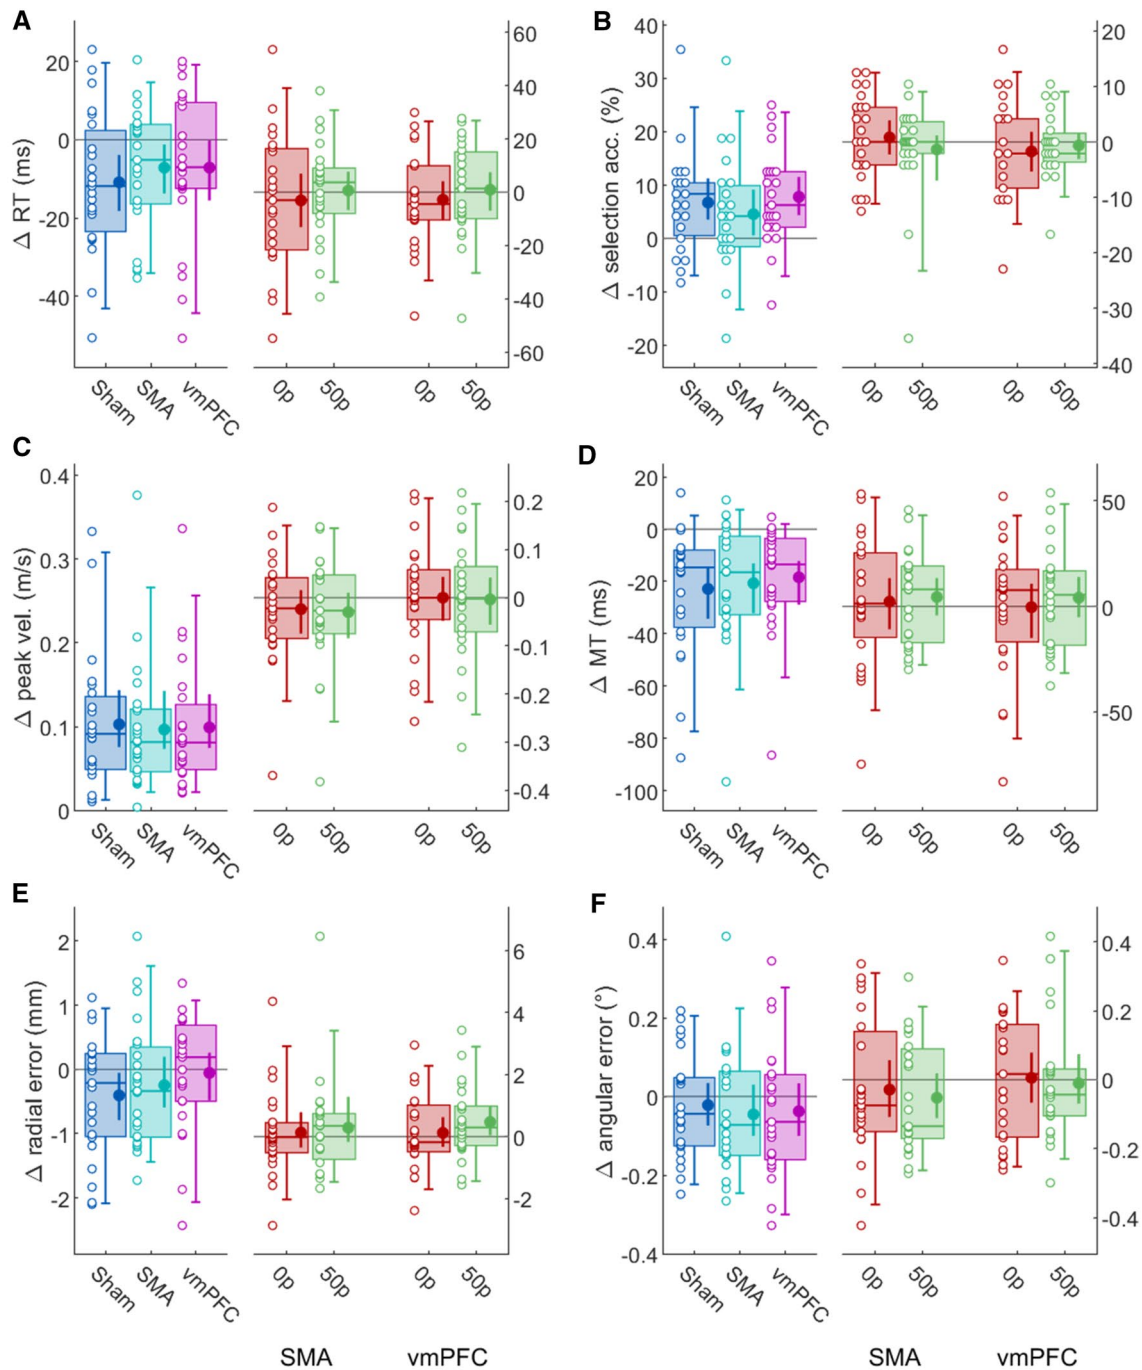 A
Δ RT (ms)
20
0
-20
-40
Sham
SMA
vmPFC
60
40
20
0
-20
-40
-60
0p
50p
0p
50p
B
Δ selection acc. (%)
40
30
20
10
0
-10
-20
Sham
SMA
vmPFC
20
10
0
-10
-20
-30
-40
0p
50p
0p
50p
C
Δ peak vel. (m/s)
0.4
0.3
0.2
0.1
0
Sham
SMA
vmPFC
0.2
0.1
0
-0.1
-0.2
-0.3
-0.4
0p
50p
0p
50p
D
Δ MT (ms)
20
0
-20
-40
-60
-80
-100
Sham
SMA
vmPFC
50
0
-50
0p
50p
0p
50p
E
Δ radial error (mm)
2
1
0
-1
-2
Sham
SMA
vmPFC
6
4
2
0
-2
0p
50p
0p
50p
SMA vmPFC
F
Δ angular error (°)
0.4
0.2
0
-0.2
-0.4
Sham
SMA
vmPFC
0.4
0.2
0
-0.2
-0.4
0p
50p
0p
50p
SMA vmPFC